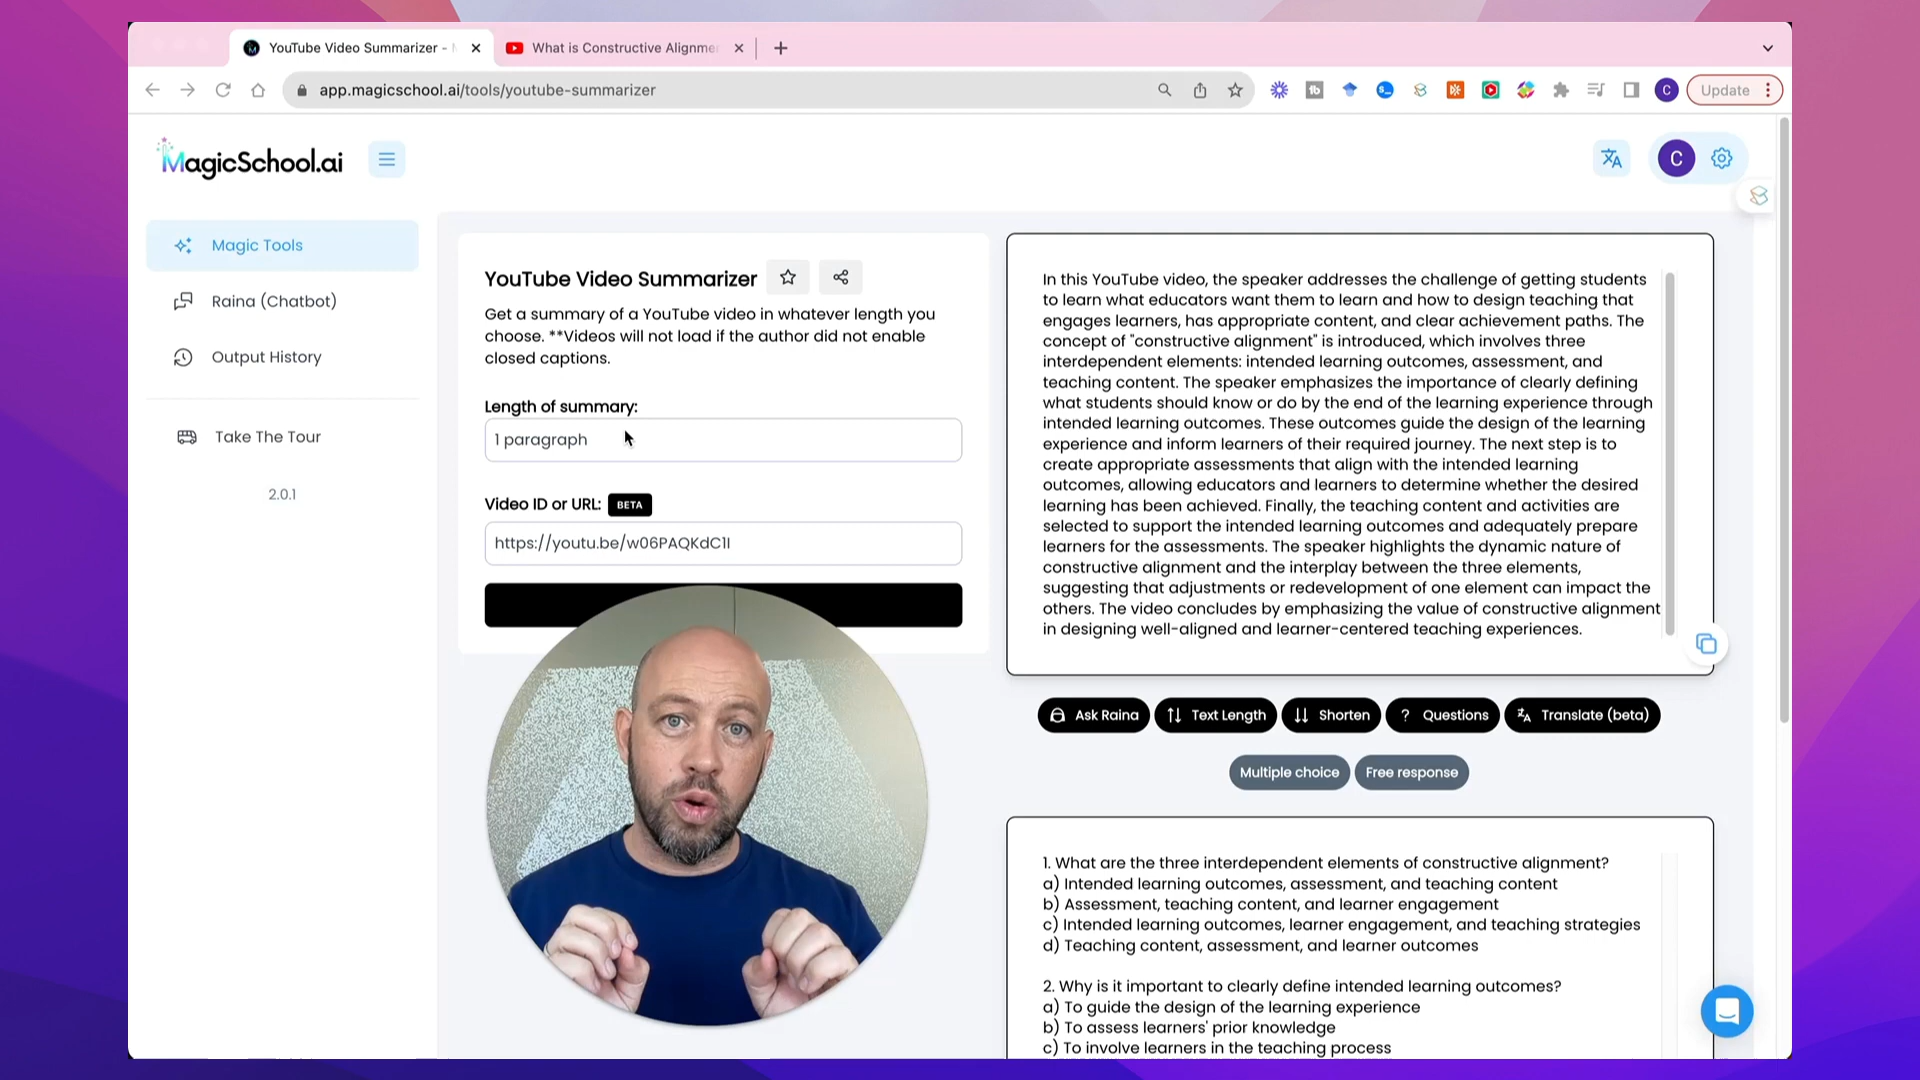 YouTube Video Summarizer -
What is Constructive Alignme
app.magicschool.ai/tools/youtube-summarizer
tb
C
Update
MagicSchool.ai
C
Magic Tools
Raina (Chatbot)
Output History
Take The Tour
2.0.1
YouTube Video Summarizer
Get a summary of a YouTube video in whatever length you
choose. **Videos will not load if the author did not enable
closed captions.
Length of summary:
1 paragraph
Video ID or URL: BETA
https://youtu.be/w06PAQKdC1I
In this YouTube video, the speaker addresses the challenge of getting students
to learn what educators want them to learn and how to design teaching that
engages learners, has appropriate content, and clear achievement paths. The
concept of "constructive alignment" is introduced, which involves three
interdependent elements: intended learning outcomes, assessment, and
teaching content. The speaker emphasizes the importance of clearly defining
what students should know or do by the end of the learning experience through
intended learning outcomes. These outcomes guide the design of the learning
experience and inform learners of their required journey. The next step is to
create appropriate assessments that align with the intended learning
outcomes, allowing educators and learners to determine whether the desired
learning has been achieved. Finally, the teaching content and activities are
selected to support the intended learning outcomes and adequately prepare
learners for the assessments. The speaker highlights the dynamic nature of
constructive alignment and the interplay between the three elements,
suggesting that adjustments or redevelopment of one element can impact the
others. The video concludes by emphasizing the value of constructive alignment
in designing well-aligned and learner-centered teaching experiences.
Ask Raina
Text Length
Shorten
? Questions
Translate (beta)
Multiple choice
Free response
1. What are the three interdependent elements of constructive alignment?
a) Intended learning outcomes, assessment, and teaching content
b) Assessment, teaching content, and learner engagement
c) Intended learning outcomes, learner engagement, and teaching strategies
d) Teaching content, assessment, and learner outcomes
2. Why is it important to clearly define intended learning outcomes?
a) To guide the design of the learning experience
b) To assess learners' prior knowledge
c) To involve learners in the teaching process